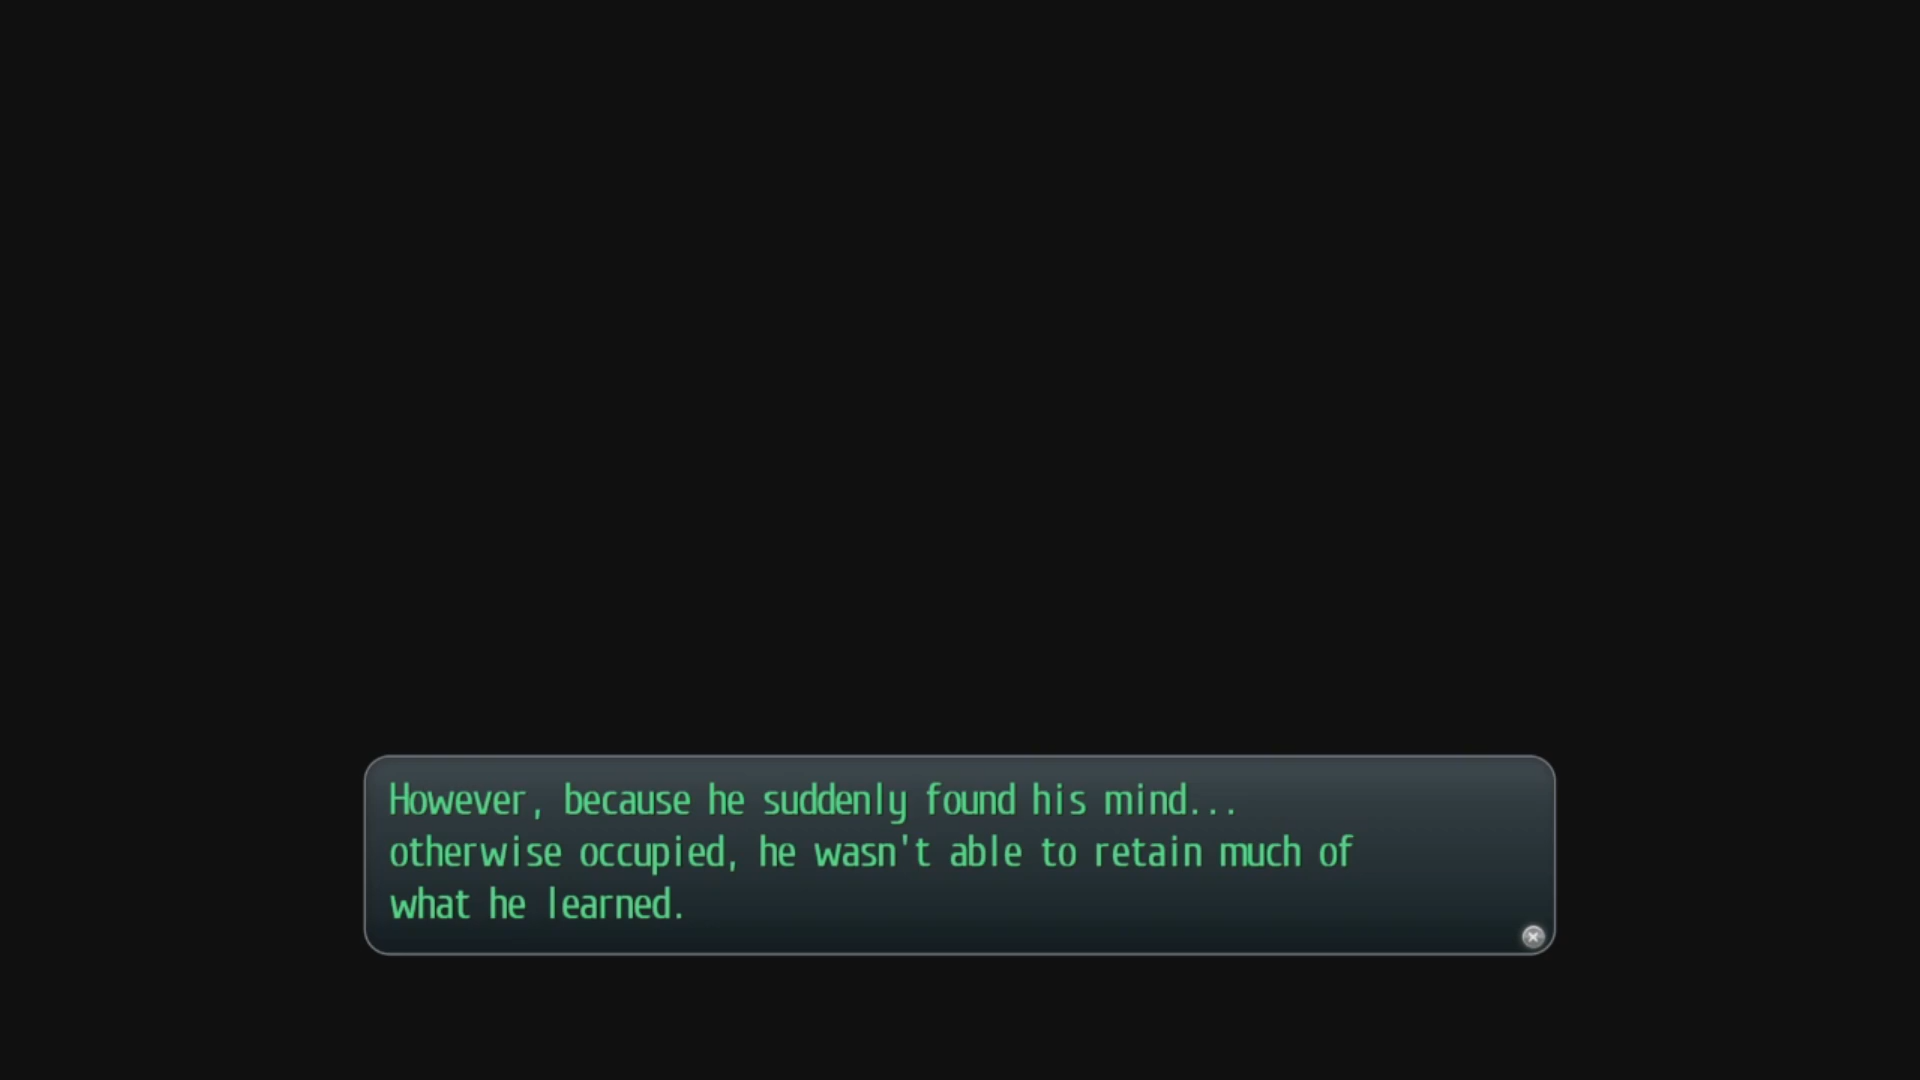 However, because he suddenly found his mind...
otherwise occupied, he wasn't able to retain much of
what he learned.